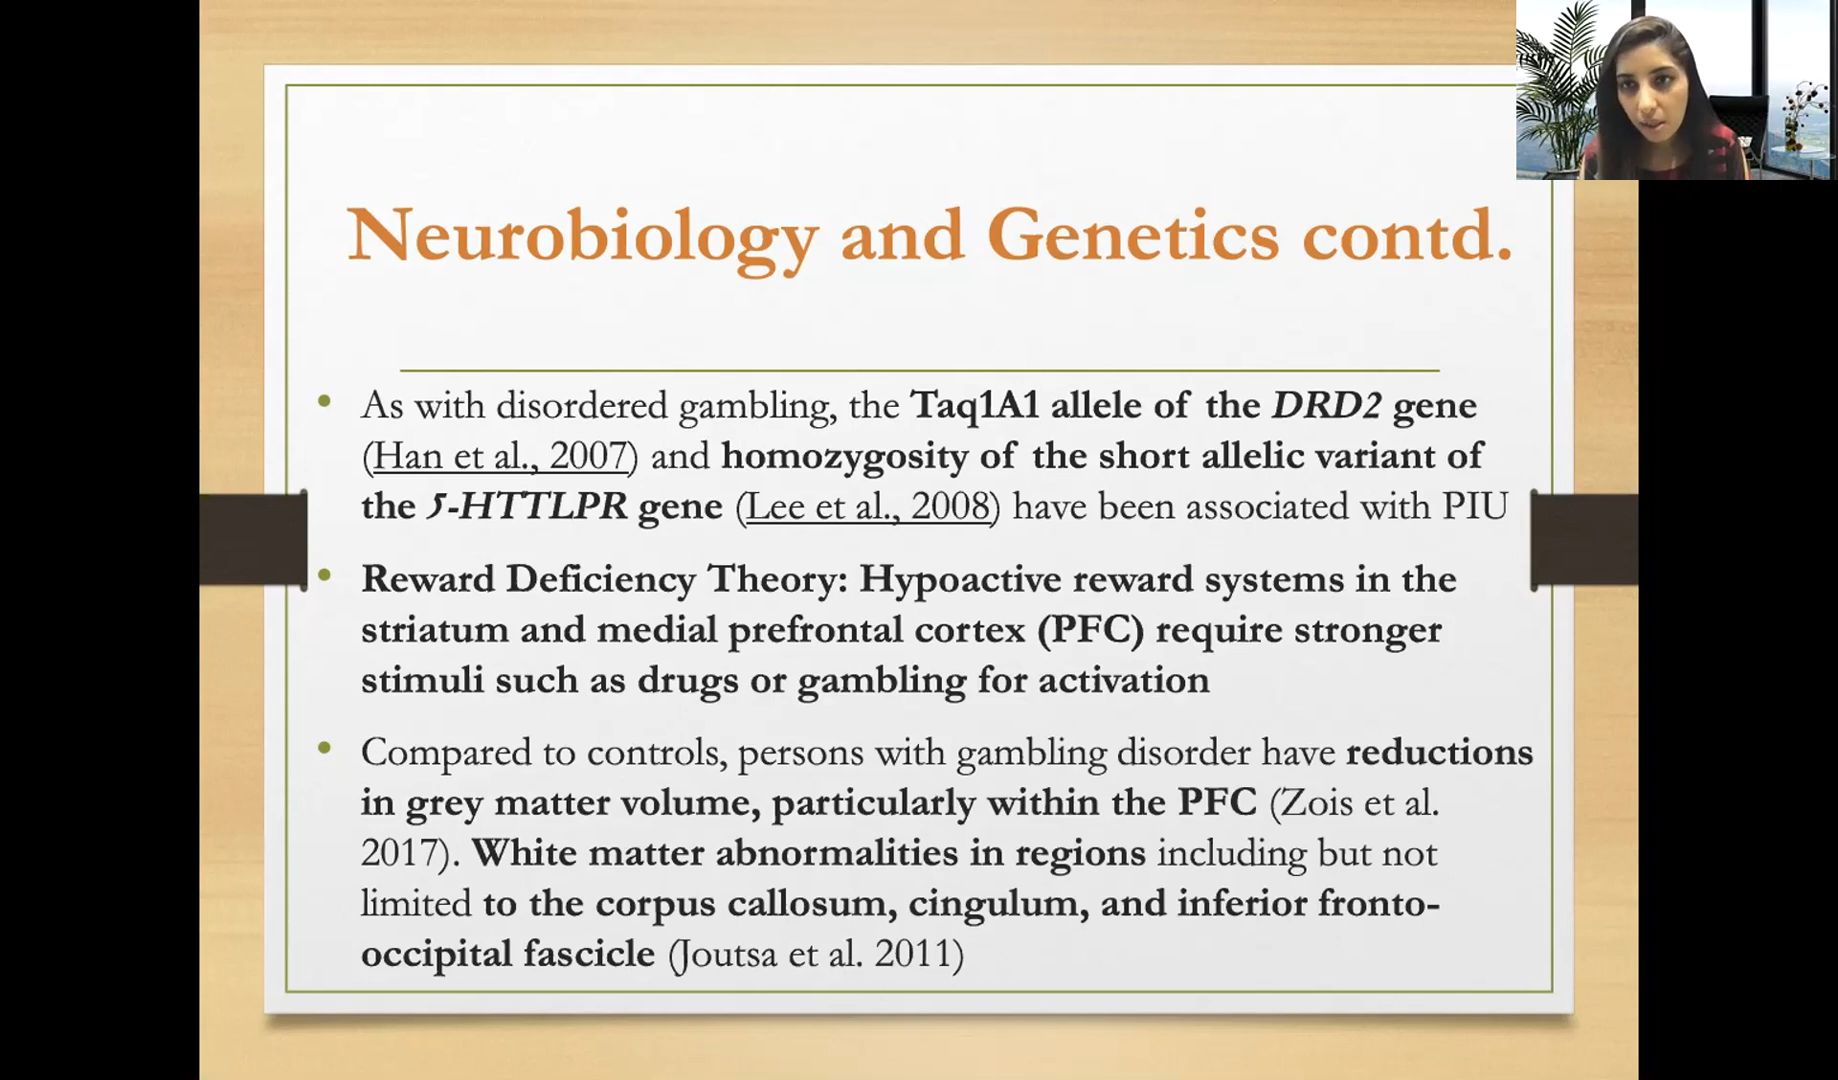 Neurobiology and Genetics contd.
• As with disordered gambling, the Taq1A1 allele of the DRD2 gene
(Han et al., 2007) and homozygosity of the short allelic variant of
the 5-HTTLPR gene (Lee et al., 2008) have been associated with PIU
• Reward Deficiency Theory: Hypoactive reward systems in the
striatum and medial prefrontal cortex (PFC) require stronger
stimuli such as drugs or gambling for activation
• Compared to controls, persons with gambling disorder have reductions
in grey matter volume, particularly within the PFC (Zois et al.
2017). White matter abnormalities in regions including but not
limited to the corpus callosum, cingulum, and inferior fronto-
occipital fascicle (Joutsa et al. 2011)